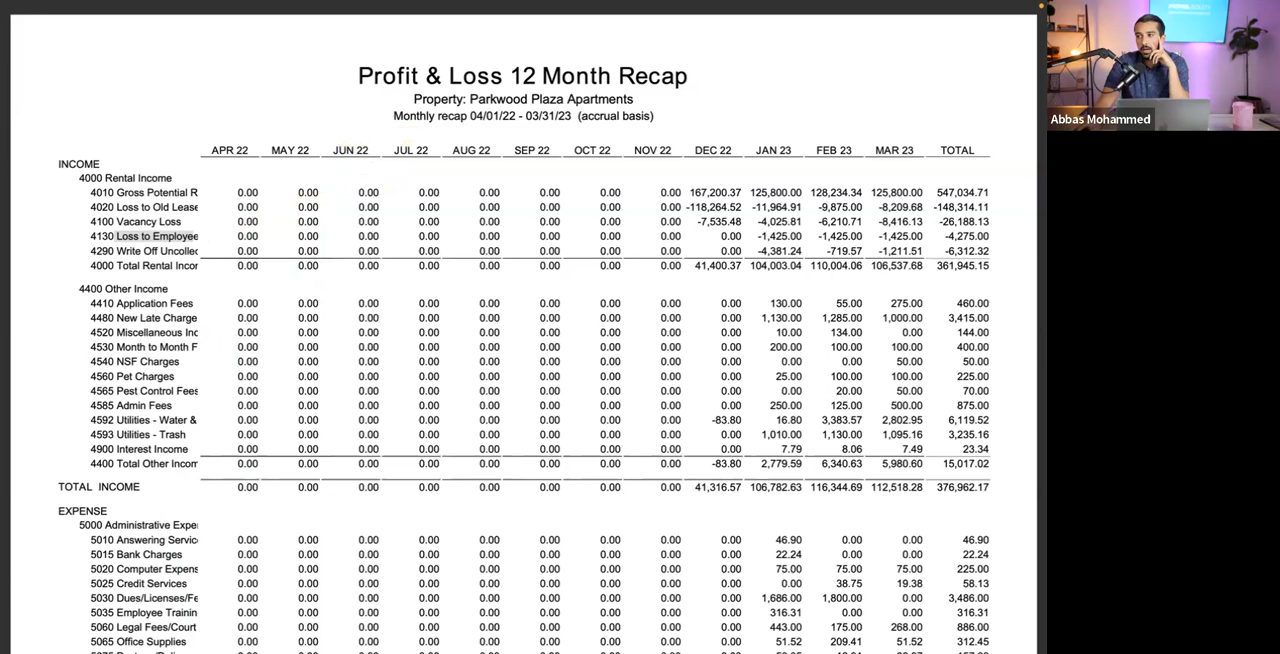 Profit & Loss 12 Month Recap
Property: Parkwood Plaza Apartments
Monthly recap 04/01/22 - 03/31/23 (accrual basis)
APR 22 MAY 22 JUN 22 JUL 22 AUG 22 SEP 22 OCT 22 NOV 22 DEC 22 JAN 23 FEB 23 MAR 23 TOTAL
INCOME
4000 Rental Income
4010 Gross Potential R 0.00 0.00 0.00 0.00 0.00 0.00 0.00 0.00 167,200.37 125,800.00 128,234.34 125,800.00 547,034.71
4020 Loss to Old Lease 0.00 0.00 0.00 0.00 0.00 0.00 0.00 0.00 -118,264.52 -11,964.91 -9,875.00 -8,209.68 -148,314.11
4100 Vacancy Loss 0.00 0.00 0.00 0.00 0.00 0.00 0.00 0.00 -7,535.48 -4,025.81 -6,210.71 -8,416.13 -26,188.13
4130 Loss to Employee 0.00 0.00 0.00 0.00 0.00 0.00 0.00 0.00 0.00 -1,425.00 -1,425.00 -1,425.00 -4,275.00
4290 Write Off Uncollec 0.00 0.00 0.00 0.00 0.00 0.00 0.00 0.00 0.00 -4,381.24 -719.57 -1,211.51 -6,312.32
4000 Total Rental Incor 0.00 0.00 0.00 0.00 0.00 0.00 0.00 0.00 41,400.37 104,003.04 110,004.06 106,537.68 361,945.15
4400 Other Income
4410 Application Fees 0.00 0.00 0.00 0.00 0.00 0.00 0.00 0.00 0.00 130.00 55.00 275.00 460.00
4480 New Late Charge 0.00 0.00 0.00 0.00 0.00 0.00 0.00 0.00 0.00 1,130.00 1,285.00 1,000.00 3,415.00
4520 Miscellaneous Inc 0.00 0.00 0.00 0.00 0.00 0.00 0.00 0.00 0.00 10.00 134.00 0.00 144.00
4530 Month to Month F 0.00 0.00 0.00 0.00 0.00 0.00 0.00 0.00 0.00 200.00 100.00 100.00 400.00
4540 NSF Charges 0.00 0.00 0.00 0.00 0.00 0.00 0.00 0.00 0.00 0.00 0.00 50.00 50.00
4560 Pet Charges 0.00 0.00 0.00 0.00 0.00 0.00 0.00 0.00 0.00 25.00 100.00 100.00 225.00
4565 Pest Control Fees 0.00 0.00 0.00 0.00 0.00 0.00 0.00 0.00 0.00 0.00 20.00 50.00 70.00
4585 Admin Fees 0.00 0.00 0.00 0.00 0.00 0.00 0.00 0.00 0.00 250.00 125.00 500.00 875.00
4592 Utilities - Water & 0.00 0.00 0.00 0.00 0.00 0.00 0.00 0.00 -83.80 16.80 3,383.57 2,802.95 6,119.52
4593 Utilities - Trash 0.00 0.00 0.00 0.00 0.00 0.00 0.00 0.00 0.00 1,010.00 1,130.00 1,095.16 3,235.16
4900 Interest Income 0.00 0.00 0.00 0.00 0.00 0.00 0.00 0.00 0.00 7.79 8.06 7.49 23.34
4400 Total Other Incom 0.00 0.00 0.00 0.00 0.00 0.00 0.00 0.00 -83.80 2,779.59 6,340.63 5,980.60 15,017.02
TOTAL INCOME 0.00 0.00 0.00 0.00 0.00 0.00 0.00 0.00 41,316.57 106,782.63 116,344.69 112,518.28 376,962.17
EXPENSE
5000 Administrative Expe
5010 Answering Servic 0.00 0.00 0.00 0.00 0.00 0.00 0.00 0.00 0.00 46.90 0.00 0.00 46.90
5015 Bank Charges 0.00 0.00 0.00 0.00 0.00 0.00 0.00 0.00 0.00 22.24 0.00 0.00 22.24
5020 Computer Expens 0.00 0.00 0.00 0.00 0.00 0.00 0.00 0.00 0.00 75.00 75.00 75.00 225.00
5025 Credit Services 0.00 0.00 0.00 0.00 0.00 0.00 0.00 0.00 0.00 0.00 38.75 19.38 58.13
5030 Dues/Licenses/Fe 0.00 0.00 0.00 0.00 0.00 0.00 0.00 0.00 0.00 1,686.00 1,800.00 0.00 3,486.00
5035 Employee Trainin 0.00 0.00 0.00 0.00 0.00 0.00 0.00 0.00 0.00 316.31 0.00 0.00 316.31
5060 Legal Fees/Court 0.00 0.00 0.00 0.00 0.00 0.00 0.00 0.00 0.00 443.00 175.00 268.00 886.00
5065 Office Supplies 0.00 0.00 0.00 0.00 0.00 0.00 0.00 0.00 0.00 51.52 209.41 51.52 312.45
Abbas Mohammed